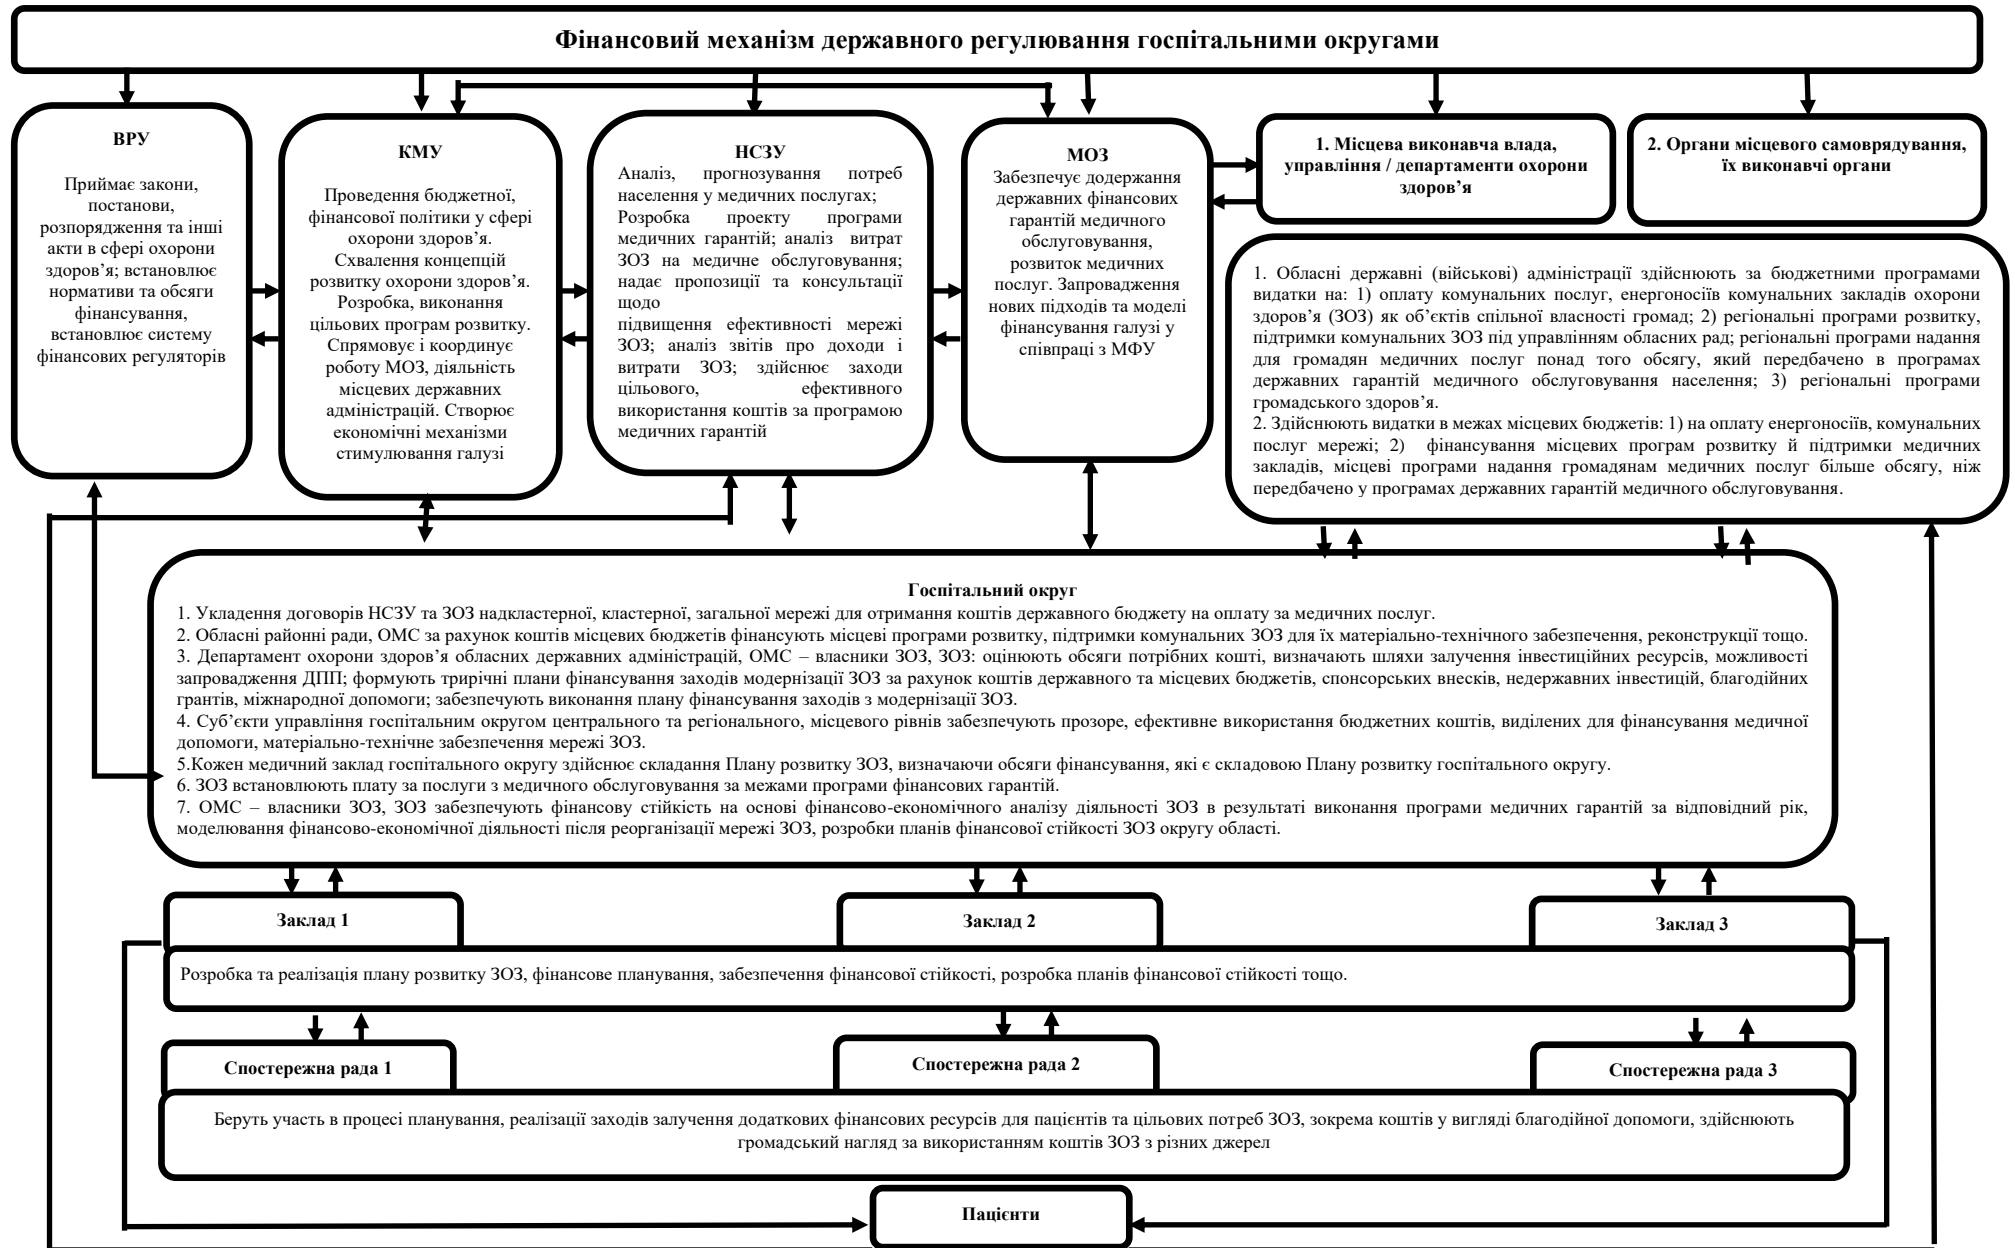 Фінансовий механізм державного регулювання госпітальними округами
ВРУ
Приймає закони,
постанови,
розпорядження та інші
акти в сфері охорони
здоров’я; встановлює
нормативи та обсяги
фінансування,
встановлює систему
фінансових регуляторів
КМУ
Проведення бюджетної,
фінансової політики у сфері
охорони здоров’я.
Схвалення концепцій
розвитку охорони здоров’я.
Розробка, виконання
цільових програм розвитку.
Спрямовує і координує
роботу МОЗ, діяльність
місцевих державних
адміністрацій. Створює
економічні механізми
стимулювання галузі
НСЗУ
Аналіз, прогнозування потреб
населення у медичних послугах;
Розробка проекту програми
медичних гарантій; аналіз витрат
ЗОЗ на медичне обслуговування;
надає пропозиції та консультації
щодо
підвищення ефективності мережі
ЗОЗ; аналіз звітів про доходи і
витрати ЗОЗ; здійснює заходи
цільового, ефективного
використання коштів за програмою
медичних гарантій
МОЗ
Забезпечує додержання
державних фінансових
гарантій медичного
обслуговування,
розвиток медичних
послуг. Запровадження
нових підходів та моделі
фінансування галузі у
співпраці з МФУ
1. Місцева виконавча влада,
управління / департаменти охорони
здоров’я
2. Органи місцевого самоврядування,
їх виконавчі органи
1. Обласні державні (військові) адміністрації здійснюють за бюджетними програмами
видатки на: 1) оплату комунальних послуг, енергоносіїв комунальних закладів охорони
здоров’я (ЗОЗ) як об’єктів спільної власності громад; 2) регіональні програми розвитку,
підтримки комунальних ЗОЗ під управлінням обласних рад; регіональні програми надання
для громадян медичних послуг понад того обсягу, який передбачено в програмах
державних гарантій медичного обслуговування населення; 3) регіональні програми
громадського здоров’я.
2. Здійснюють видатки в межах місцевих бюджетів: 1) на оплату енергоносіїв, комунальних
послуг мережі; 2) фінансування місцевих програм розвитку й підтримки медичних
закладів, місцеві програми надання громадянам медичних послуг більше обсягу, ніж
передбачено у програмах державних гарантій медичного обслуговування.
Госпітальний округ
1. Укладення договорів НСЗУ та ЗОЗ надкластерної, кластерної, загальної мережі для отримання коштів державного бюджету на оплату за медичних послуг.
2. Обласні районні ради, ОМС за рахунок коштів місцевих бюджетів фінансують місцеві програми розвитку, підтримки комунальних ЗОЗ для їх матеріально-технічного забезпечення, реконструкції тощо.
3. Департамент охорони здоров’я обласних державних адміністрацій, ОМС – власники ЗОЗ, ЗОЗ: оцінюють обсяги потрібних кошті, визначають шляхи залучення інвестиційних ресурсів, можливості
запровадження ДПП; формують трирічні плани фінансування заходів модернізації ЗОЗ за рахунок коштів державного та місцевих бюджетів, спонсорських внесків, недержавних інвестицій, благодійних
грантів, міжнародної допомоги; забезпечують виконання плану фінансування заходів з модернізації ЗОЗ.
4. Суб’єкти управління госпітальним округом центрального та регіонального, місцевого рівнів забезпечують прозоре, ефективне використання бюджетних коштів, виділених для фінансування медичної
допомоги, матеріально-технічне забезпечення мережі ЗОЗ.
5.Кожен медичний заклад госпітального округу здійснює складання Плану розвитку ЗОЗ, визначаючи обсяги фінансування, які є складовою Плану розвитку госпітального округу.
6. ЗОЗ встановлюють плату за послуги з медичного обслуговування за межами програми фінансових гарантій.
7. ОМС – власники ЗОЗ, ЗОЗ забезпечують фінансову стійкість на основі фінансово-економічного аналізу діяльності ЗОЗ в результаті виконання програми медичних гарантій за відповідний рік,
моделювання фінансово-економічної діяльності після реорганізації мережі ЗОЗ, розробки планів фінансової стійкості ЗОЗ округу області.
Заклад 1
Заклад 2
Заклад 3
Розробка та реалізація плану розвитку ЗОЗ, фінансове планування, забезпечення фінансової стійкості, розробка планів фінансової стійкості тощо.
Спостережна рада 1
Спостережна рада 2
Спостережна рада 3
Беруть участь в процесі планування, реалізації заходів залучення додаткових фінансових ресурсів для пацієнтів та цільових потреб ЗОЗ, зокрема коштів у вигляді благодійної допомоги, здійснюють
громадський нагляд за використанням коштів ЗОЗ з різних джерел
Пацієнти